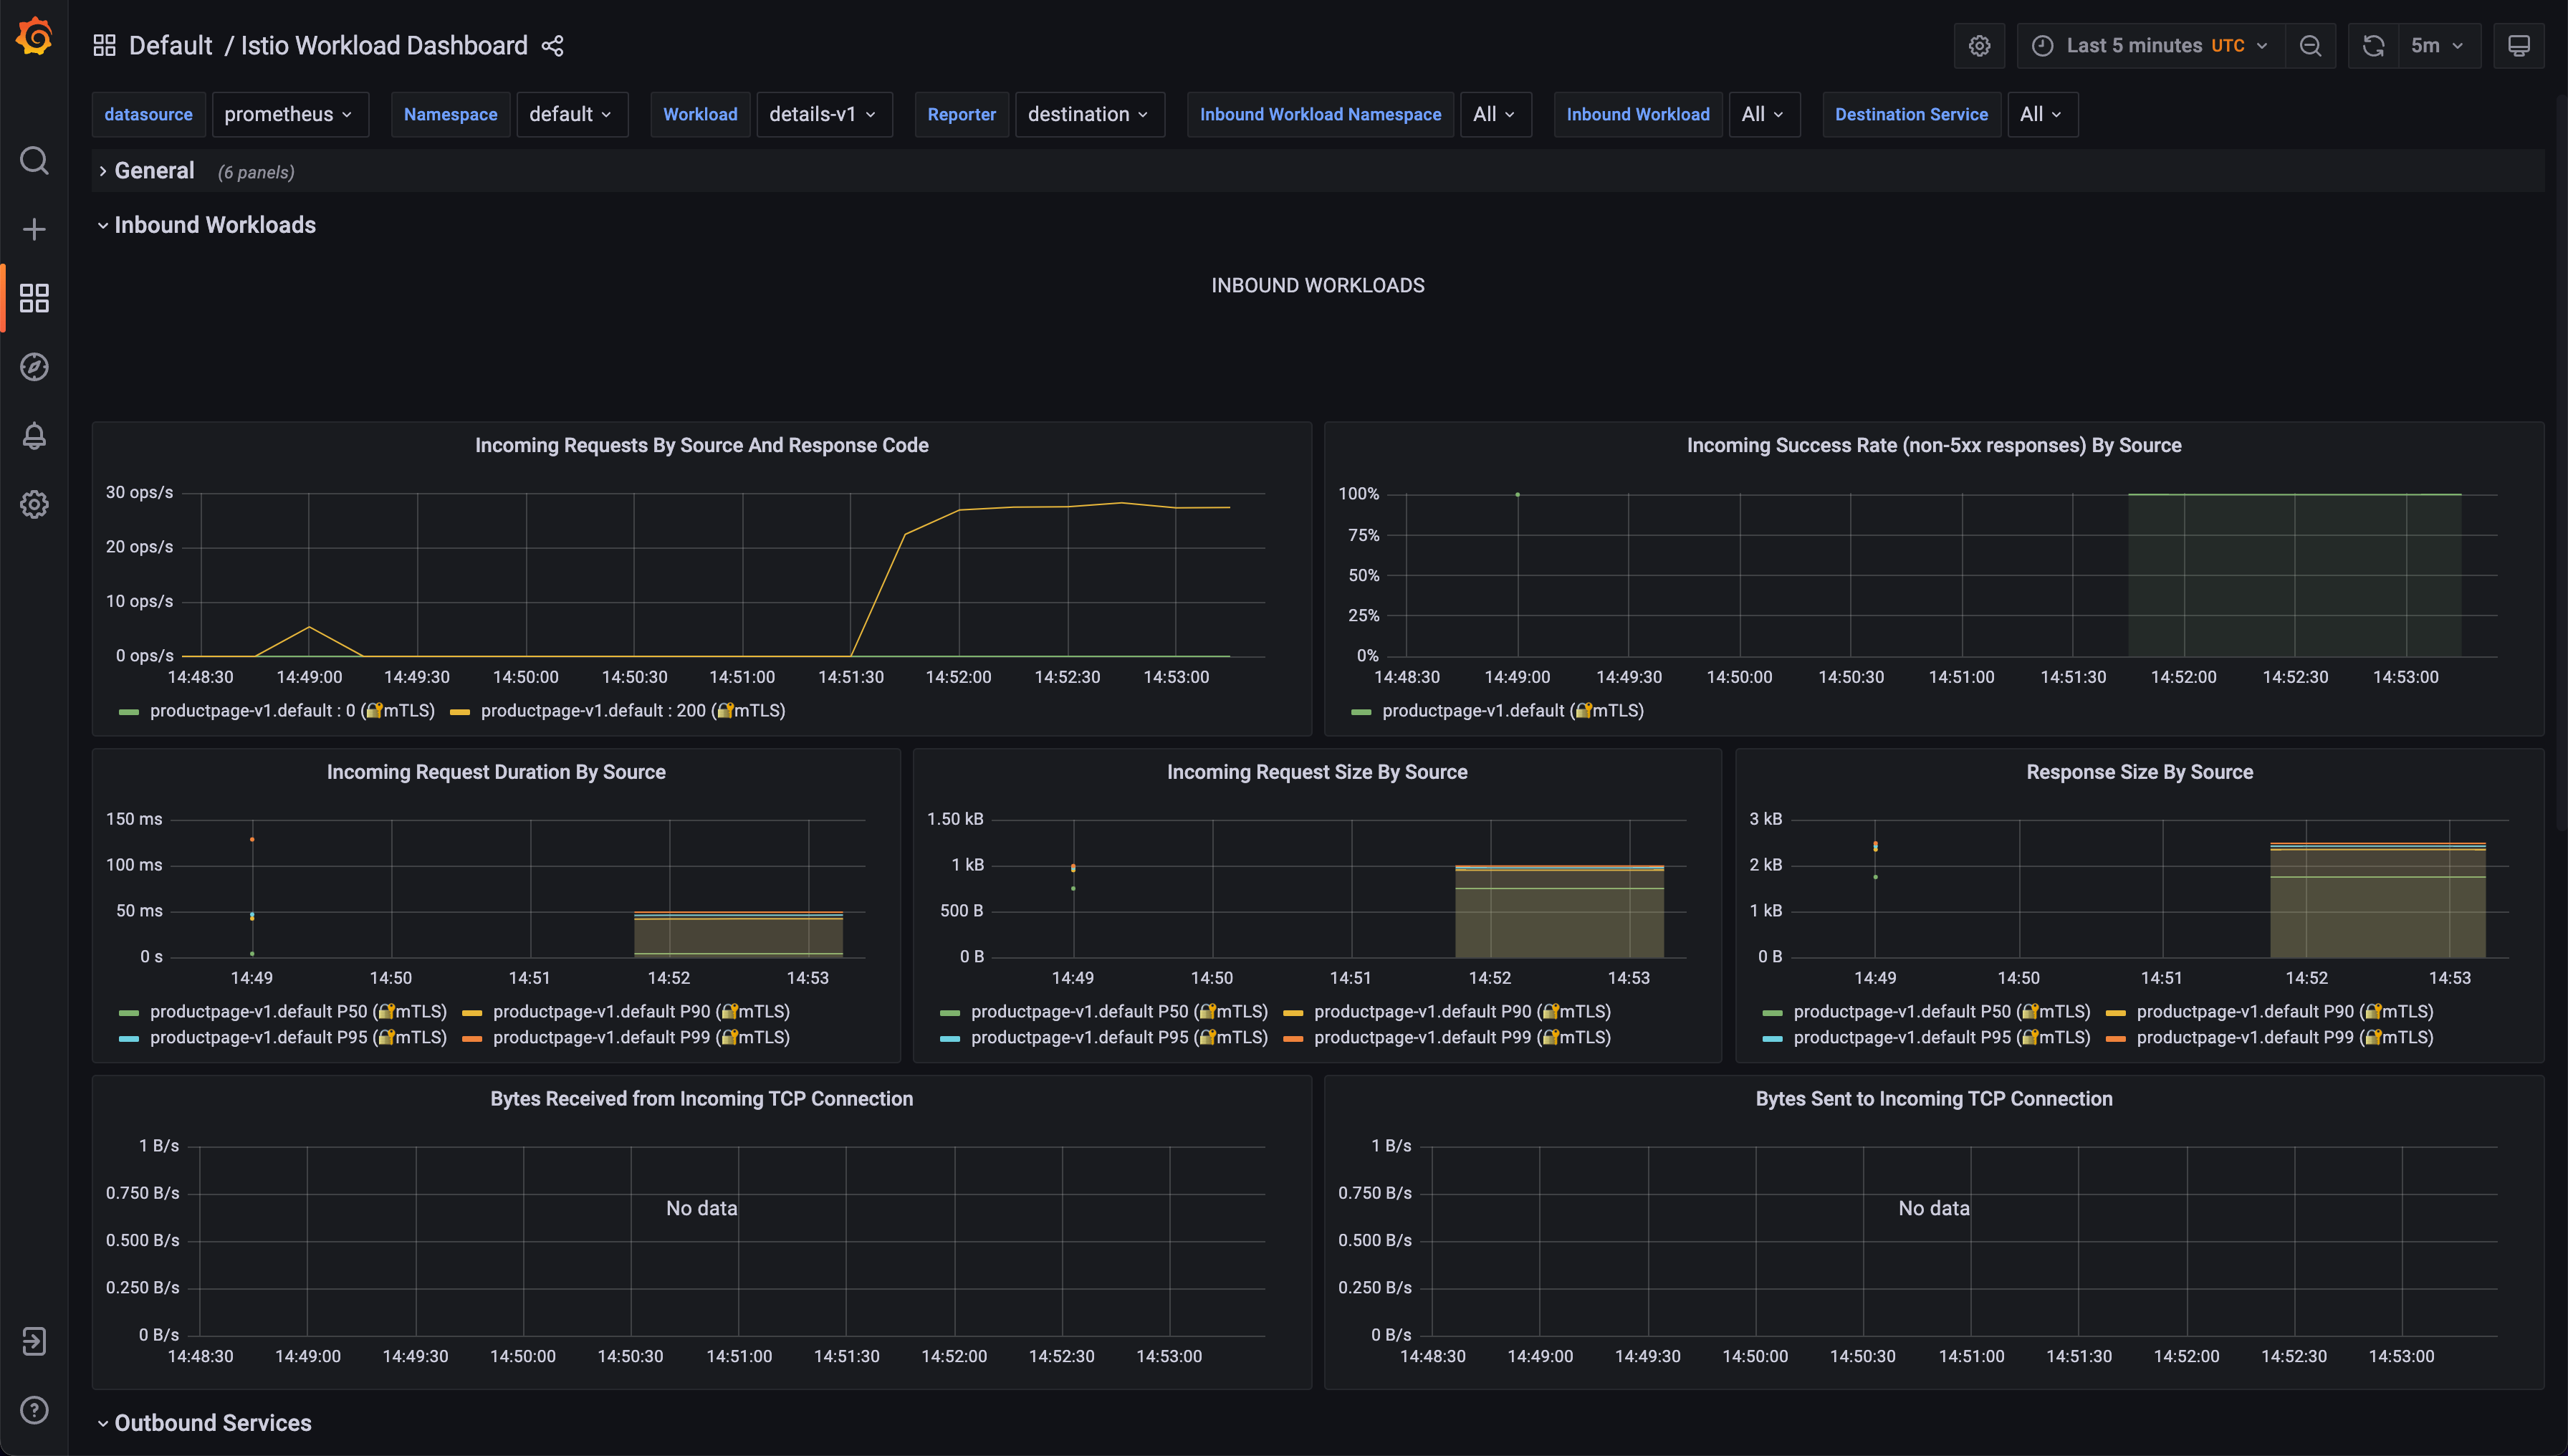 Default / Istio Workload Dashboard
Last 5 minutes UTC
5m
datasource prometheus Namespace default Workload details-v1 Reporter destination Inbound Workload Namespace All Inbound Workload All Destination Service All
General (6 panels)
Inbound Workloads
INBOUND WORKLOADS
Incoming Requests By Source And Response Code
30 ops/s
20 ops/s
10 ops/s
0 ops/s
14:48:30 14:49:00 14:49:30 14:50:00 14:50:30 14:51:00 14:51:30 14:52:00 14:52:30 14:53:00
productpage-v1.default : 0 (🔐mTLS) productpage-v1.default : 200 (🔐mTLS)
Incoming Success Rate (non-5xx responses) By Source
100%
75%
50%
25%
0%
14:48:30 14:49:00 14:49:30 14:50:00 14:50:30 14:51:00 14:51:30 14:52:00 14:52:30 14:53:00
productpage-v1.default (🔐mTLS)
Incoming Request Duration By Source
150 ms
100 ms
50 ms
0 s
14:49 14:50 14:51 14:52 14:53
productpage-v1.default P50 (🔐mTLS) productpage-v1.default P90 (🔐mTLS)
productpage-v1.default P95 (🔐mTLS) productpage-v1.default P99 (🔐mTLS)
Incoming Request Size By Source
1.50 kB
1 kB
500 B
0 B
14:49 14:50 14:51 14:52 14:53
productpage-v1.default P50 (🔐mTLS) productpage-v1.default P90 (🔐mTLS)
productpage-v1.default P95 (🔐mTLS) productpage-v1.default P99 (🔐mTLS)
Response Size By Source
3 kB
2 kB
1 kB
0 B
14:49 14:50 14:51 14:52 14:53
productpage-v1.default P50 (🔐mTLS) productpage-v1.default P90 (🔐mTLS)
productpage-v1.default P95 (🔐mTLS) productpage-v1.default P99 (🔐mTLS)
Bytes Received from Incoming TCP Connection
1 B/s
0.750 B/s
No data
0.500 B/s
0.250 B/s
0 B/s
14:48:30 14:49:00 14:49:30 14:50:00 14:50:30 14:51:00 14:51:30 14:52:00 14:52:30 14:53:00
Bytes Sent to Incoming TCP Connection
1 B/s
0.750 B/s
No data
0.500 B/s
0.250 B/s
0 B/s
14:48:30 14:49:00 14:49:30 14:50:00 14:50:30 14:51:00 14:51:30 14:52:00 14:52:30 14:53:00
Outbound Services